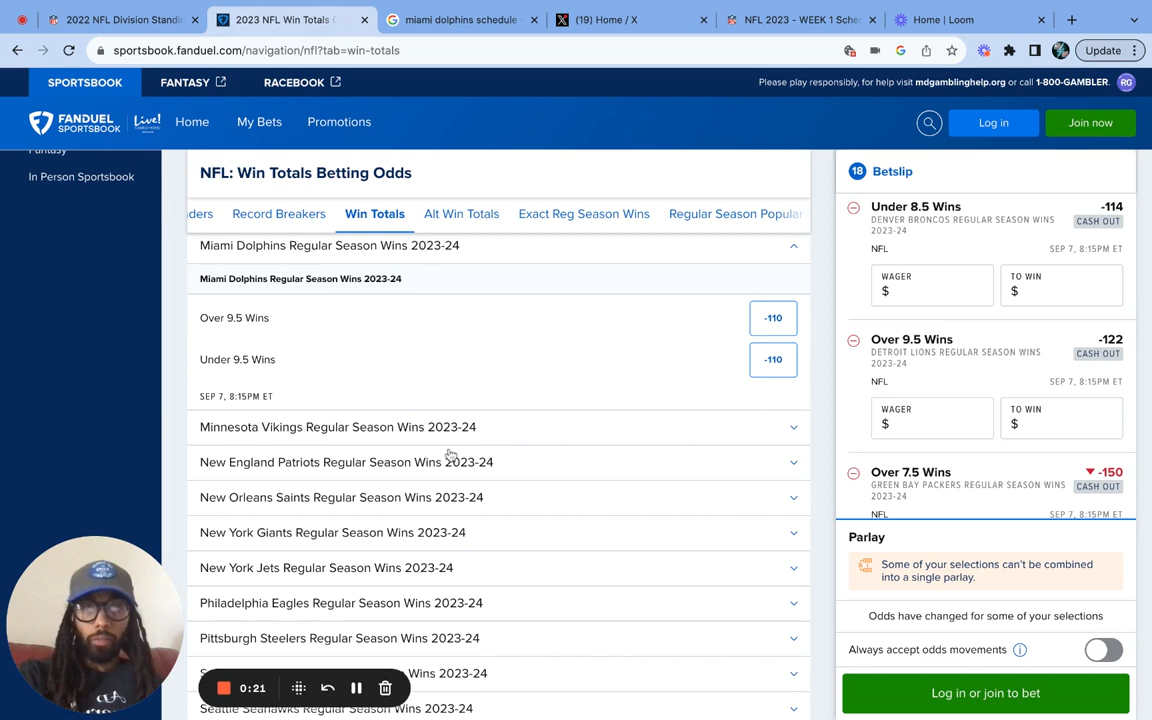 2022 NFL Division Standin
2023 NFL Win Totals O
miami dolphins schedule -
(19) Home / X
NFL 2023 - WEEK 1 Sche
Home | Loom
sportsbook.fanduel.com/navigation/nfl?tab=win-totals
Update
SPORTSBOOK
FANTASY
RACEBOOK
Please play responsibly, for help visit mdgamblinghelp.org or call 1-800-GAMBLER.
RG
FANDUEL
SPORTSBOOK
Live!
Home
My Bets
Promotions
Log in
Join now
Fantasy
In Person Sportsbook
NFL: Win Totals Betting Odds
ders
Record Breakers
Win Totals
Alt Win Totals
Exact Reg Season Wins
Regular Season Popular
Miami Dolphins Regular Season Wins 2023-24
Miami Dolphins Regular Season Wins 2023-24
Over 9.5 Wins
-110
Under 9.5 Wins
-110
SEP 7, 8:15PM ET
Minnesota Vikings Regular Season Wins 2023-24
New England Patriots Regular Season Wins 2023-24
New Orleans Saints Regular Season Wins 2023-24
New York Giants Regular Season Wins 2023-24
New York Jets Regular Season Wins 2023-24
Philadelphia Eagles Regular Season Wins 2023-24
Pittsburgh Steelers Regular Season Wins 2023-24
Wins 2023-24
Seattle Seahawks Regular Season Wins 2023-24
0:21
18
Betslip
Under 8.5 Wins
-114
DENVER BRONCOS REGULAR SEASON WINS
2023-24
CASH OUT
NFL
SEP 7, 8:15PM ET
WAGER
$
TO WIN
$
Over 9.5 Wins
-122
DETROIT LIONS REGULAR SEASON WINS
2023-24
CASH OUT
NFL
SEP 7, 8:15PM ET
WAGER
$
TO WIN
$
Over 7.5 Wins
-150
GREEN BAY PACKERS REGULAR SEASON WINS
2023-24
CASH OUT
NFL
SEP 7, 8:15PM ET
Parlay
Some of your selections can't be combined
into a single parlay.
Odds have changed for some of your selections
Always accept odds movements
Log in or join to bet